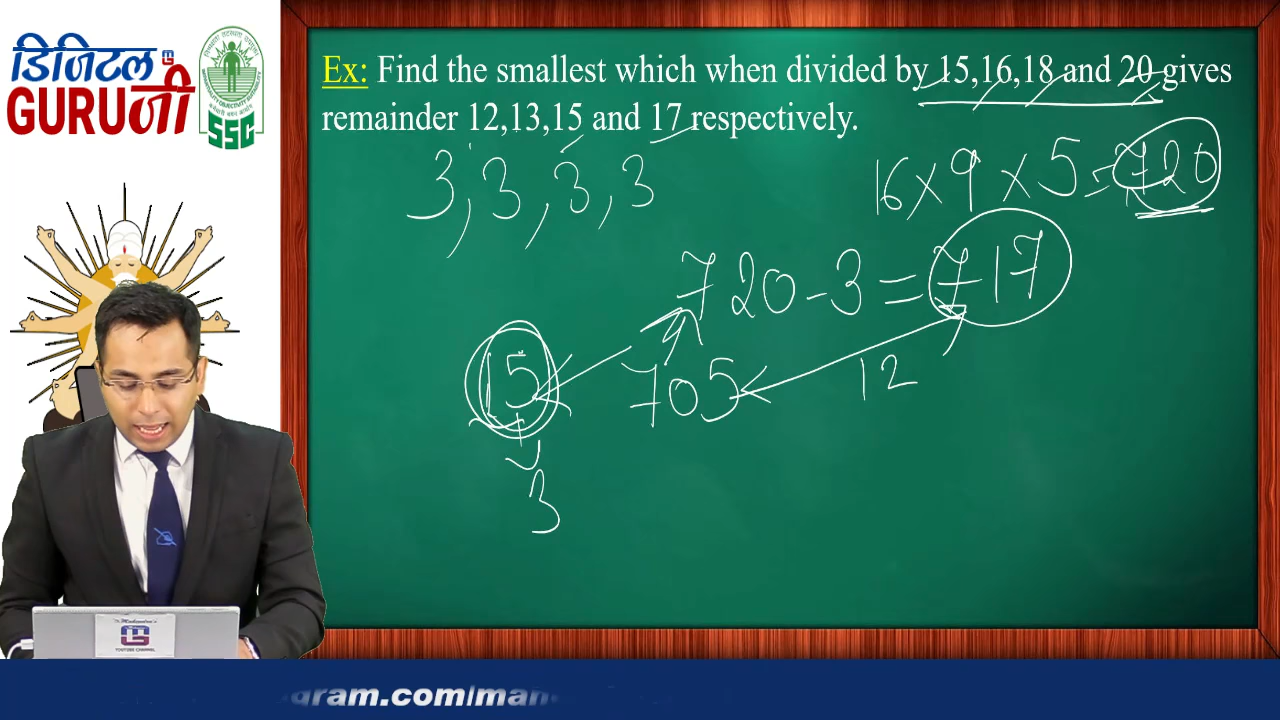 डिजिटल
GURUजी
SSC
Ex: Find the smallest which when divided by 15,16,18 and 20 gives
remainder 12,13,15 and 17 respectively.
3, 3, 3, 3
16 × 9 × 5 = 720
720 - 3 = 717
15
705
12
3
YOUTUBE CHANNEL
gram.com/man